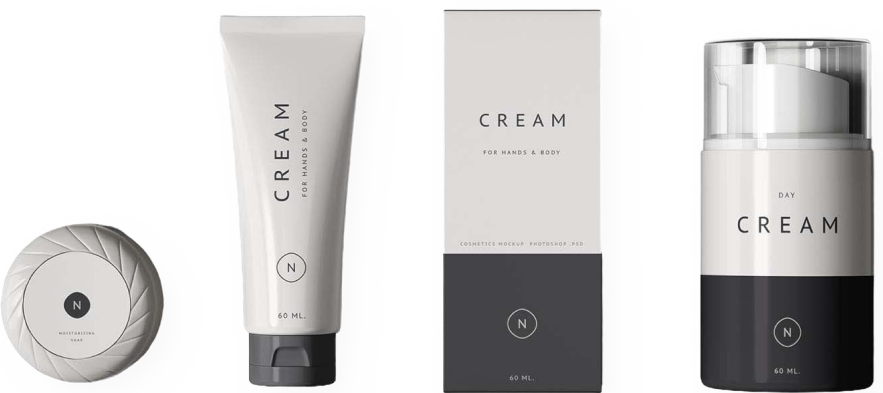 N
MOISTURIZING
SOAP
CREAM
FOR HANDS & BODY
N
60 ML.
CREAM
FOR HANDS & BODY
COSMETICS MOCKUP PHOTOSHOP .PSD
N
60 ML.
DAY
CREAM
N
60 ML.